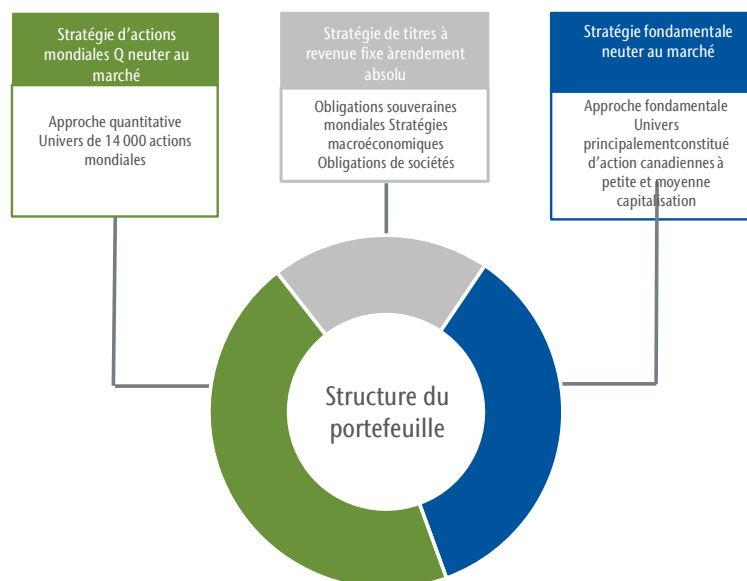 Stratégie d'actions
mondiales Q neuter au
marché
Approche quantitative
Univers de 14 000 actions
mondiales
Stratégie de titres à
revenue fixe àrendement
absolu
Obligations souveraines
mondiales Stratégies
macroéconomiques
Obligations de sociétés
Stratégie fondamentale
neuter au marché
Approche fondamentale
Univers
principalementconstitué
d'action canadiennes à
petite et moyenne
capitalisation
Structure du
portefeuille